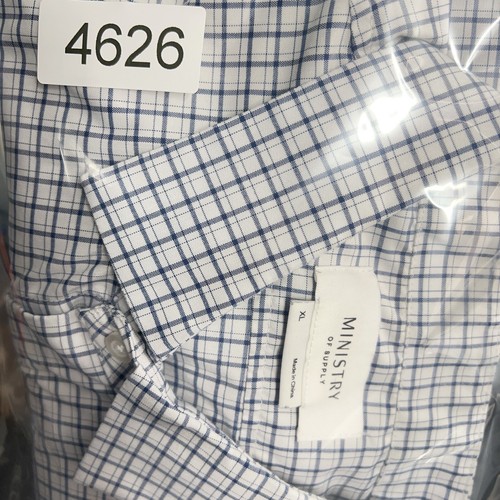 4626
MINISTRY
OF SUPPLY
XL
Made in China